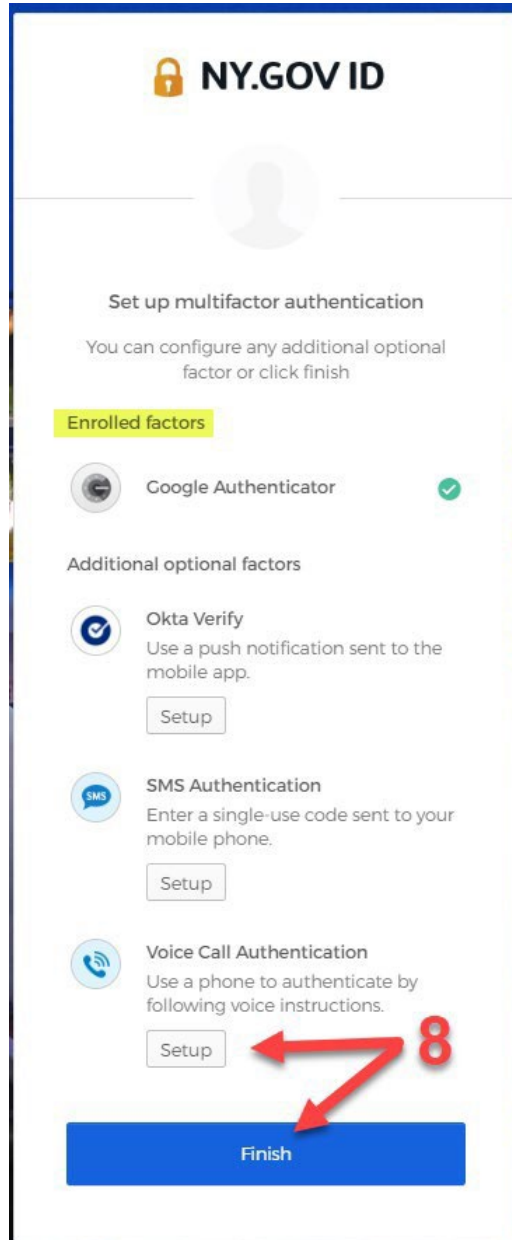 NY.GOV ID
Set up multifactor authentication
You can configure any additional optional
factor or click finish
Enrolled factors
Google Authenticator
Additional optional factors
Okta Verify
Use a push notification sent to the
mobile app.
Setup
SMS
SMS Authentication
Enter a single-use code sent to your
mobile phone.
Setup
Voice Call Authentication
Use a phone to authenticate by
following voice instructions.
Setup
8
Finish